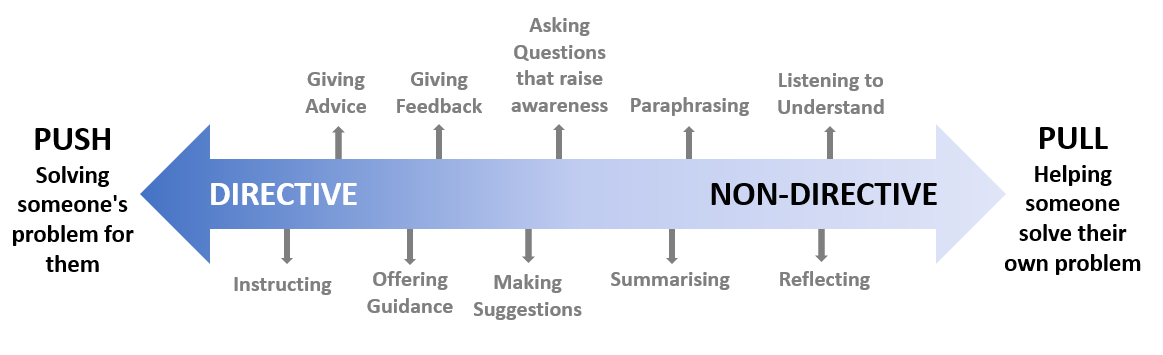 Asking
Questions
that raise
awareness
Giving
Advice
Giving
Feedback
Paraphrasing
Listening to
Understand
PUSH
Solving
someone's
problem for
them
DIRECTIVE
NON-DIRECTIVE
PULL
Helping
someone
solve their
own problem
Instructing
Offering
Guidance
Making
Suggestions
Summarising
Reflecting